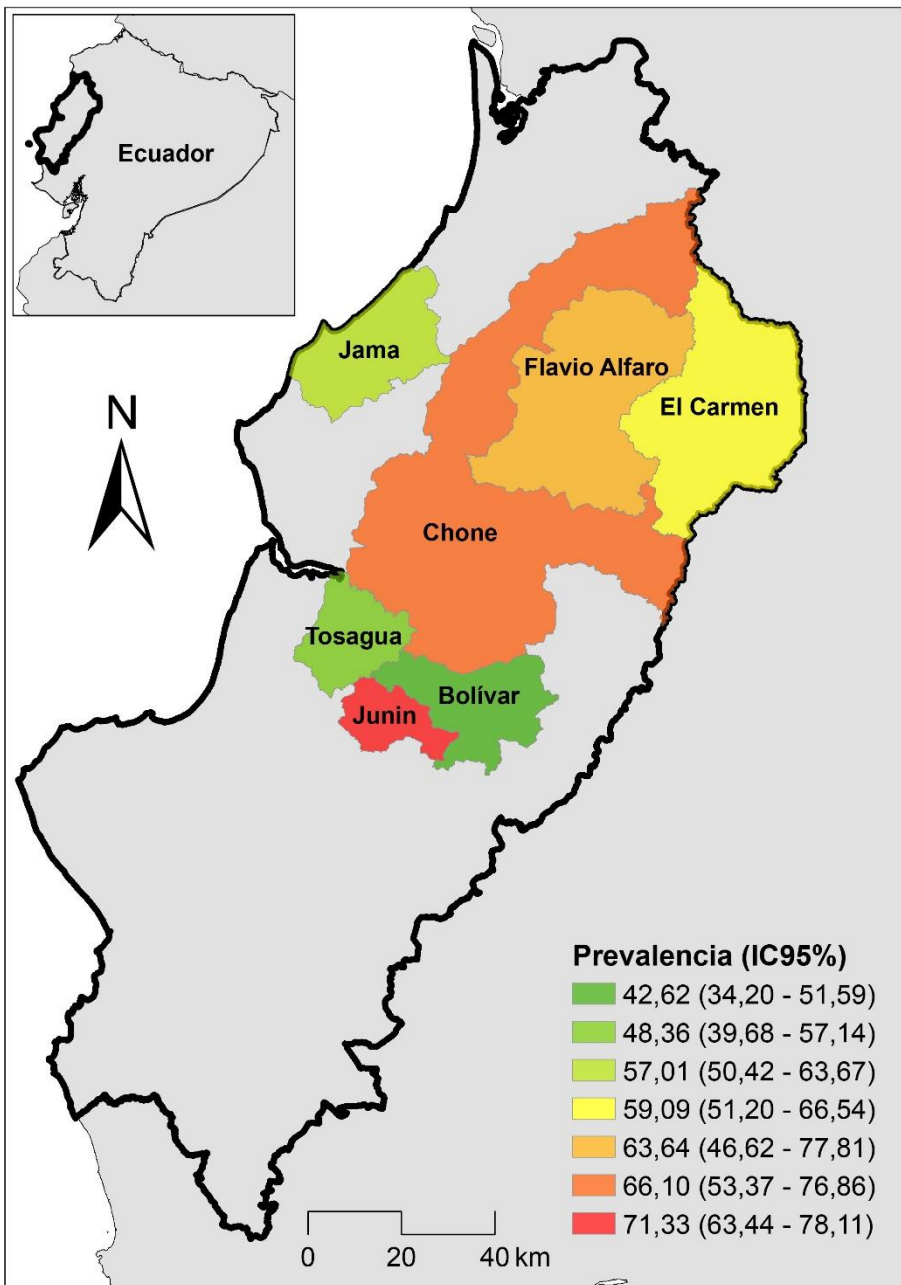 Ecuador
N
Jama
Flavio Alfaro
El Carmen
Chone
Tosagua
Bolívar
Junin
Prevalencia (IC95%)
42,62 (34,20 - 51,59)
48,36 (39,68 - 57,14)
57,01 (50,42 - 63,67)
59,09 (51,20 - 66,54)
63,64 (46,62 - 77,81)
66,10 (53,37 - 76,86)
71,33 (63,44 - 78,11)
0 20 40 km